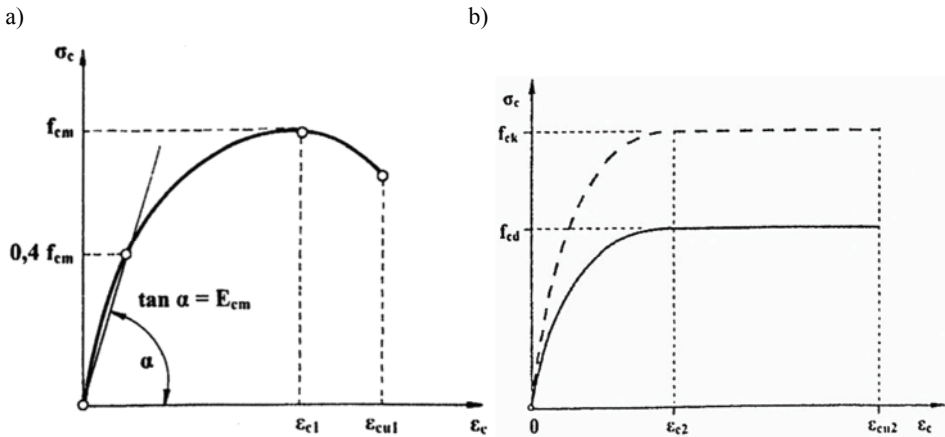 a)
b)
σc
fcm
0,4 fcm
tan α = Ecm
α
εc1
εcu1
εc
σc
fck
fcd
0
εc2
εcu2
εc